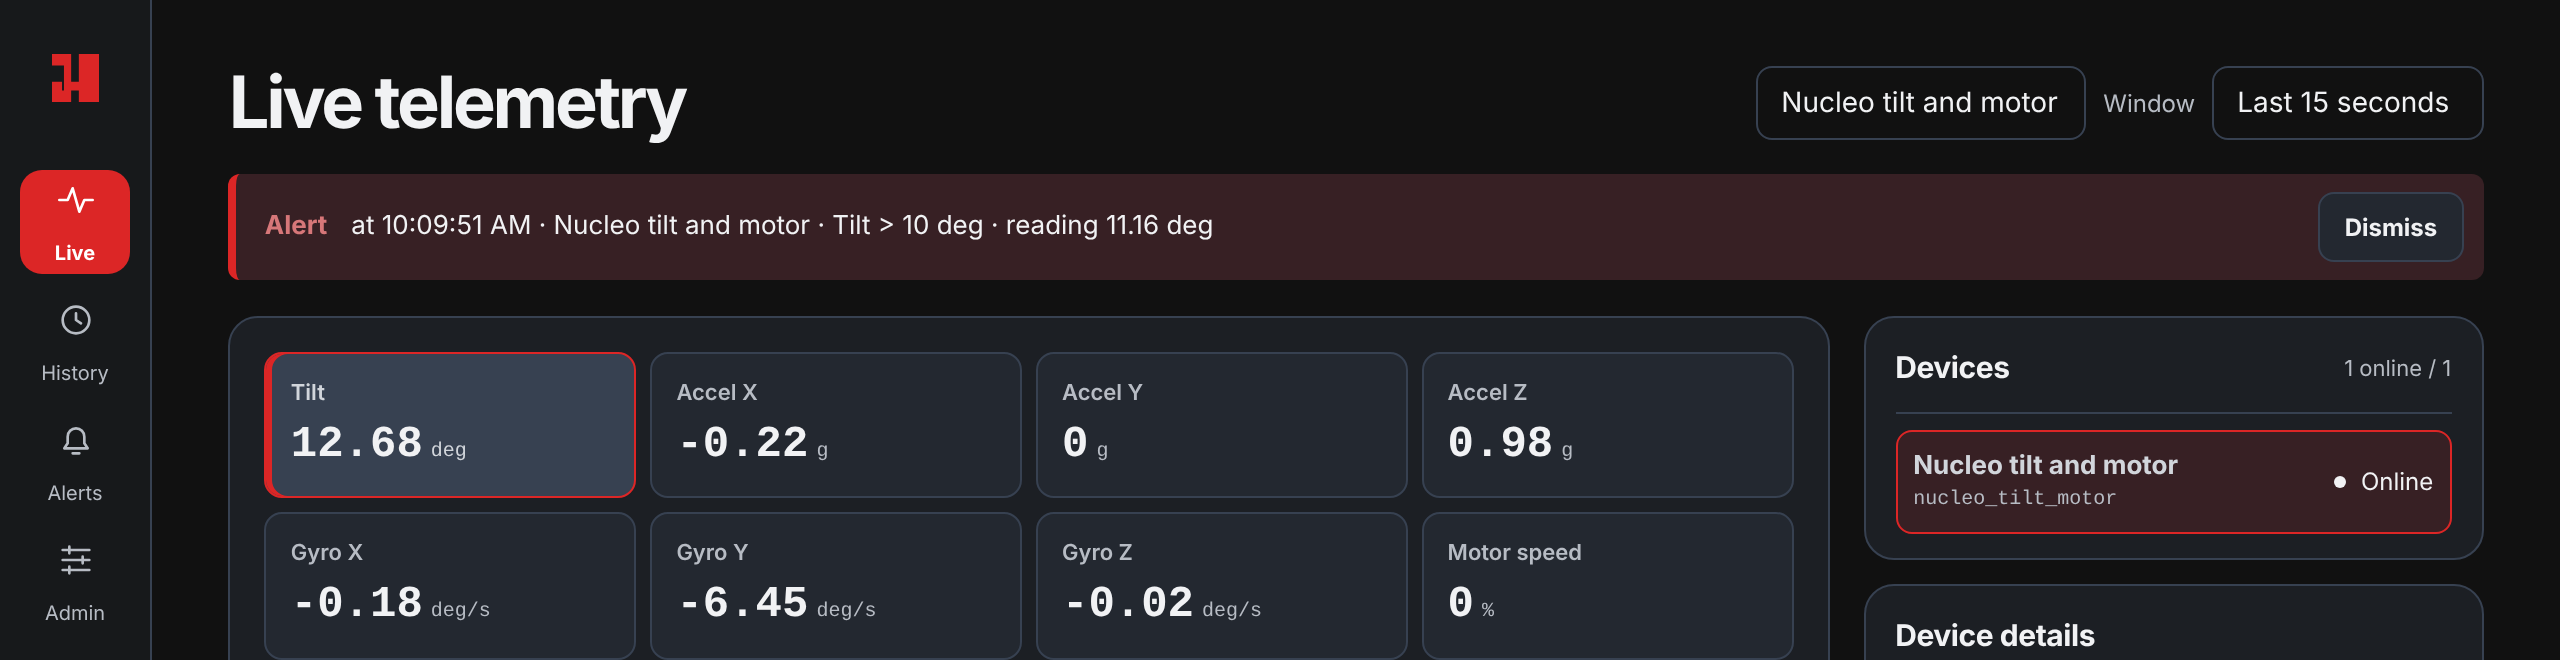 Live telemetry
Nucleo tilt and motor
Window
Last 15 seconds
Alert at 10:09:51 AM · Nucleo tilt and motor · Tilt > 10 deg · reading 11.16 deg
Dismiss
Live
History
Alerts
Admin
Tilt
12.68 deg
Accel X
-0.22 g
Accel Y
0 g
Accel Z
0.98 g
Gyro X
-0.18 deg/s
Gyro Y
-6.45 deg/s
Gyro Z
-0.02 deg/s
Motor speed
0 %
Devices
1 online / 1
Nucleo tilt and motor
nucleo_tilt_motor
Online
Device details